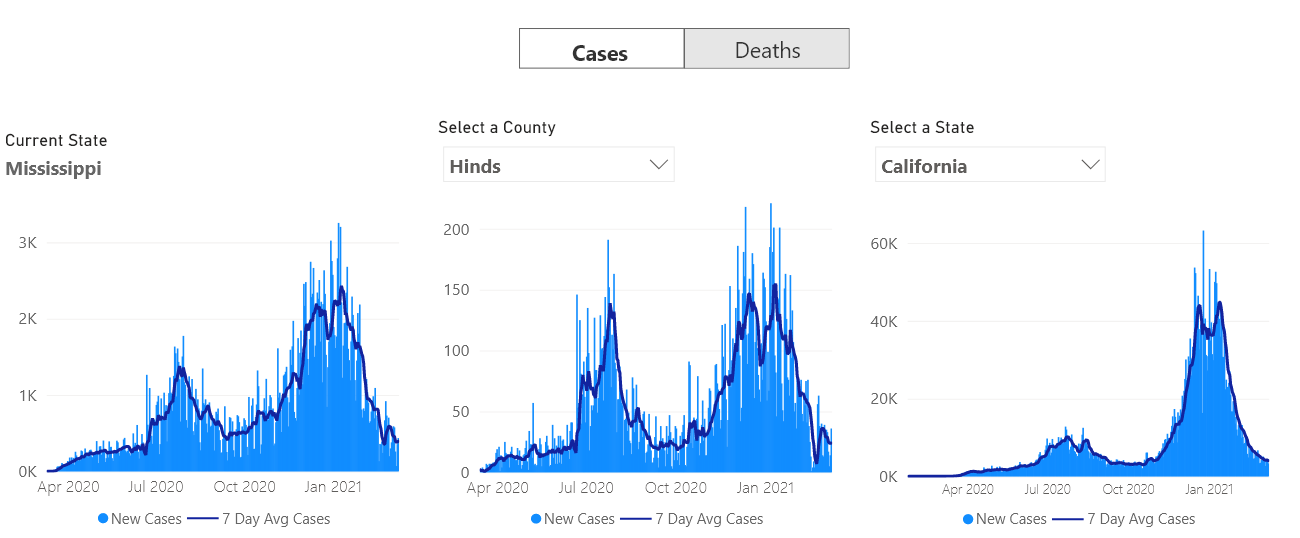 Cases Deaths
Current State
Mississippi
3K
2K
1K
0K
Apr 2020 Jul 2020 Oct 2020 Jan 2021
New Cases 7 Day Avg Cases
Select a County
Hinds
200
150
100
50
0
Apr 2020 Jul 2020 Oct 2020 Jan 2021
New Cases 7 Day Avg Cases
Select a State
California
60K
40K
20K
0K
Apr 2020 Jul 2020 Oct 2020 Jan 2021
New Cases 7 Day Avg Cases